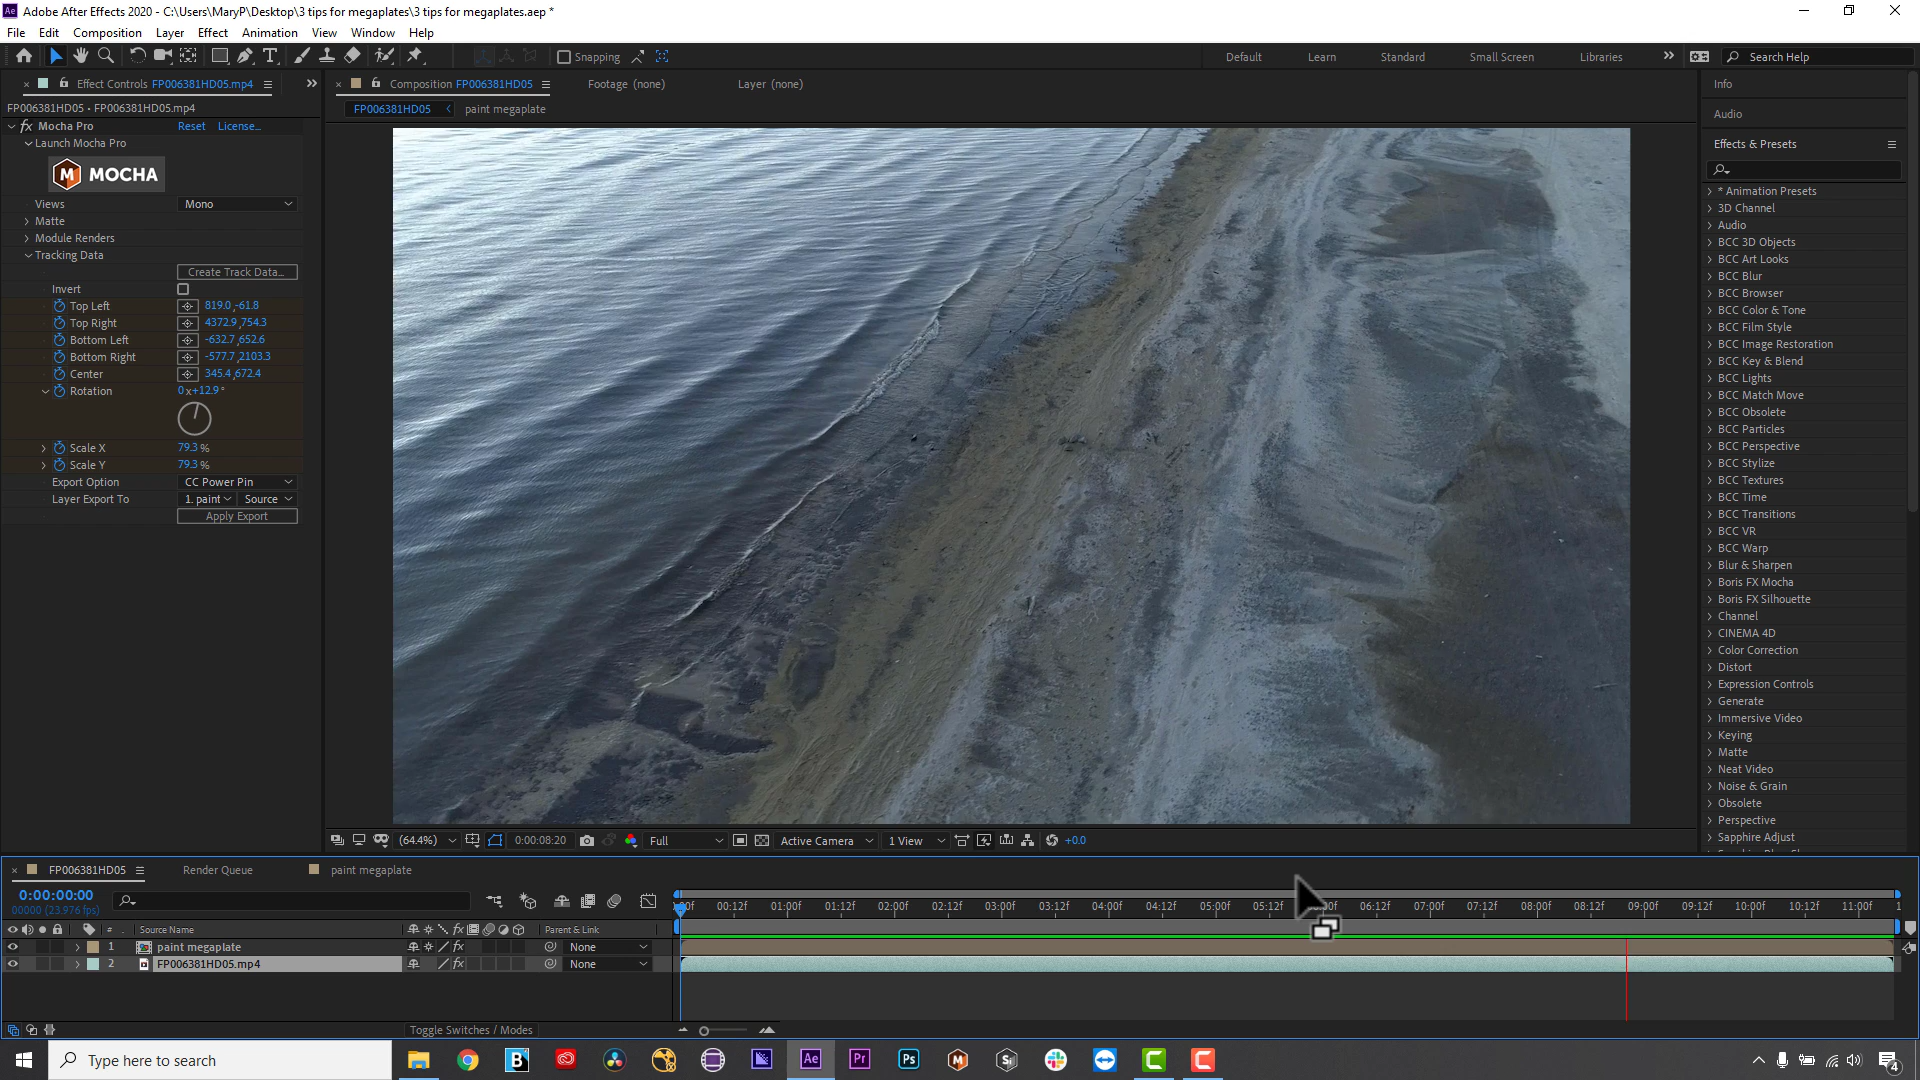 Adobe After Effects 2020 - C:\Users\MaryP\Desktop\3 tips for megaplates\3 tips for megaplates.aep *
File Edit Composition Layer Effect Animation View Window Help
Snapping Default Learn Standard Small Screen Libraries Search Help
Effect Controls FP006381HD05.mp4
FP006381HD05 • FP006381HD05.mp4
fx Mocha Pro Reset License...
Launch Mocha Pro
MOCHA
Views Mono
Matte
Module Renders
Tracking Data
Create Track Data...
Invert
Top Left 819.0,-61.8
Top Right 4372.9,754.3
Bottom Left -632.7,652.6
Bottom Right -577.7,2103.3
Center 345.4,672.4
Rotation 0x+12.9°
Scale X 79.3 %
Scale Y 79.3 %
Export Option CC Power Pin
Layer Export To 1. paint Source
Apply Export
Composition FP006381HD05 Footage (none) Layer (none)
FP006381HD05 paint megaplate
(64.4%) 0:00:08:20 Full Active Camera 1 View +0.0
Info
Audio
Effects & Presets
* Animation Presets
3D Channel
Audio
BCC 3D Objects
BCC Art Looks
BCC Blur
BCC Browser
BCC Color & Tone
BCC Film Style
BCC Image Restoration
BCC Key & Blend
BCC Lights
BCC Match Move
BCC Obsolete
BCC Particles
BCC Perspective
BCC Stylize
BCC Textures
BCC Time
BCC Transitions
BCC VR
BCC Warp
Blur & Sharpen
Boris FX Mocha
Boris FX Silhouette
Channel
CINEMA 4D
Color Correction
Distort
Expression Controls
Generate
Immersive Video
Keying
Matte
Neat Video
Noise & Grain
Obsolete
Perspective
Sapphire Adjust
FP006381HD05 Render Queue paint megaplate
0:00:00:00
00000 (23.976 fps)
00:12f 01:00f 01:12f 02:00f 02:12f 03:00f 03:12f 04:00f 04:12f 05:00f 05:12f 06:12f 07:00f 07:12f 08:00f 08:12f 09:00f 09:12f 10:00f 10:12f 11:00f
# Source Name Parent & Link
1 paint megaplate None
2 FP006381HD05.mp4 None
Toggle Switches / Modes
Type here to search
Ae Pr Ps 4